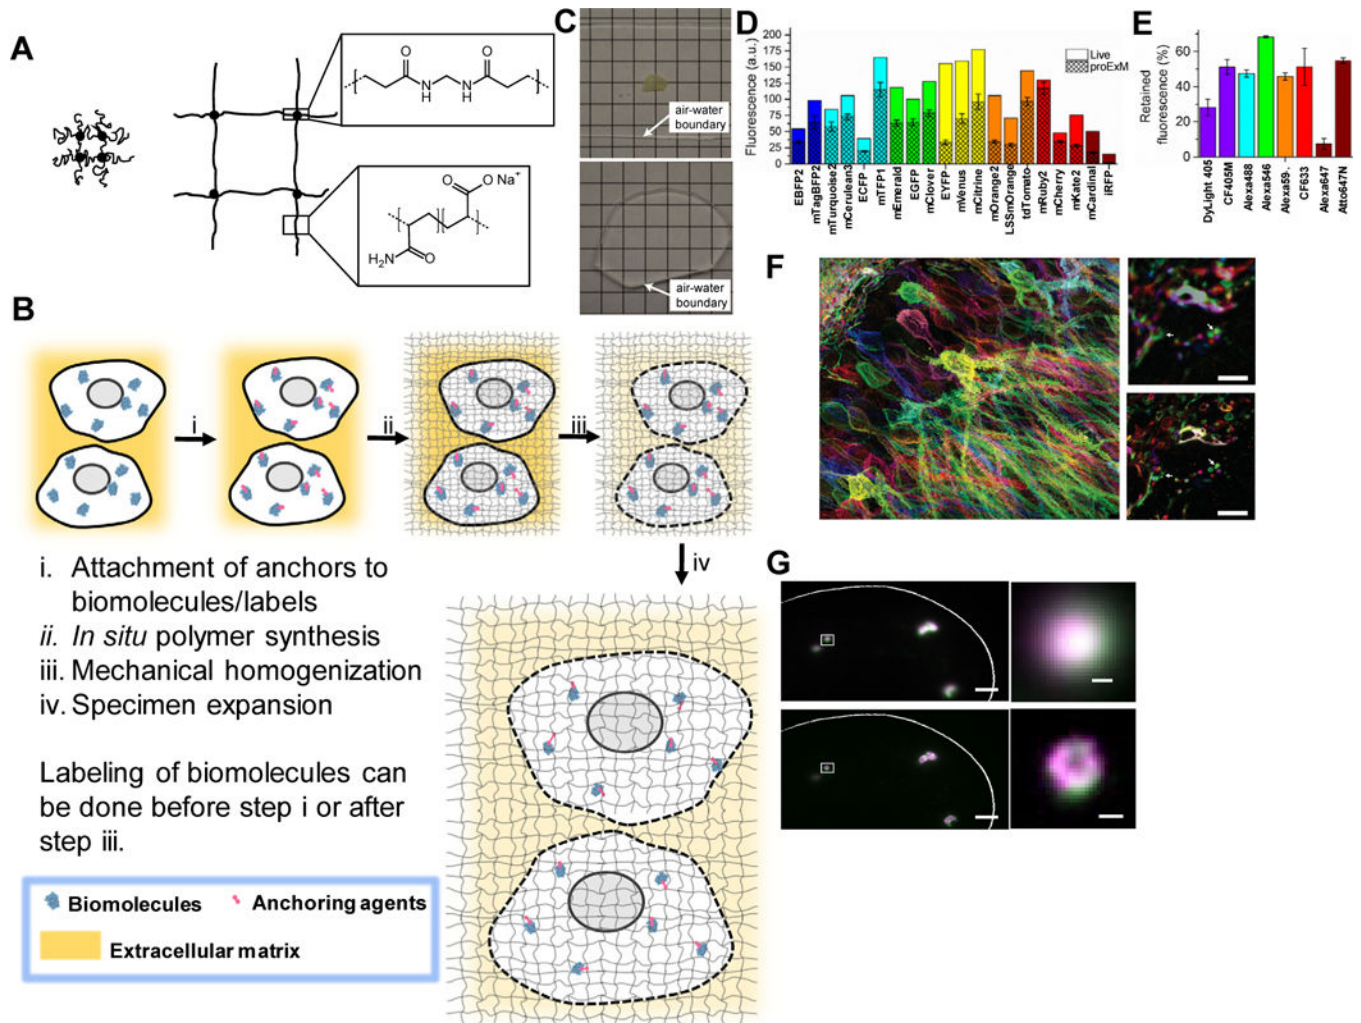 A
O
O
N
H
N
H
O
O⁻ Na⁺
H₂N
O
B
i
ii
iii
iv
i. Attachment of anchors to
biomolecules/labels
ii. In situ polymer synthesis
iii. Mechanical homogenization
iv. Specimen expansion
Labeling of biomolecules can
be done before step i or after
step iii.
Biomolecules
Anchoring agents
Extracellular matrix
C
air-water
boundary
air-water
boundary
D
Fluorescence (a.u.)
200
175
150
125
100
75
50
25
0
Live
proExM
EBFP2
mTagBFP2
mTurquoise2
mCerulean3
ECFP
mTFP1
mEmerald
EGFP
mClover
EYFP
mVenus
mCitrine
mOrange2
LSSmOrange
tdTomato
mRuby2
mCherry
mKate2
mCardinal
iRFP
E
Retained
fluorescence (%)
60
40
20
0
DyLight 405
CF405M
Alexa488
Alexa546
Alexa59.
CF633
Alexa647
Atto647N
F
G